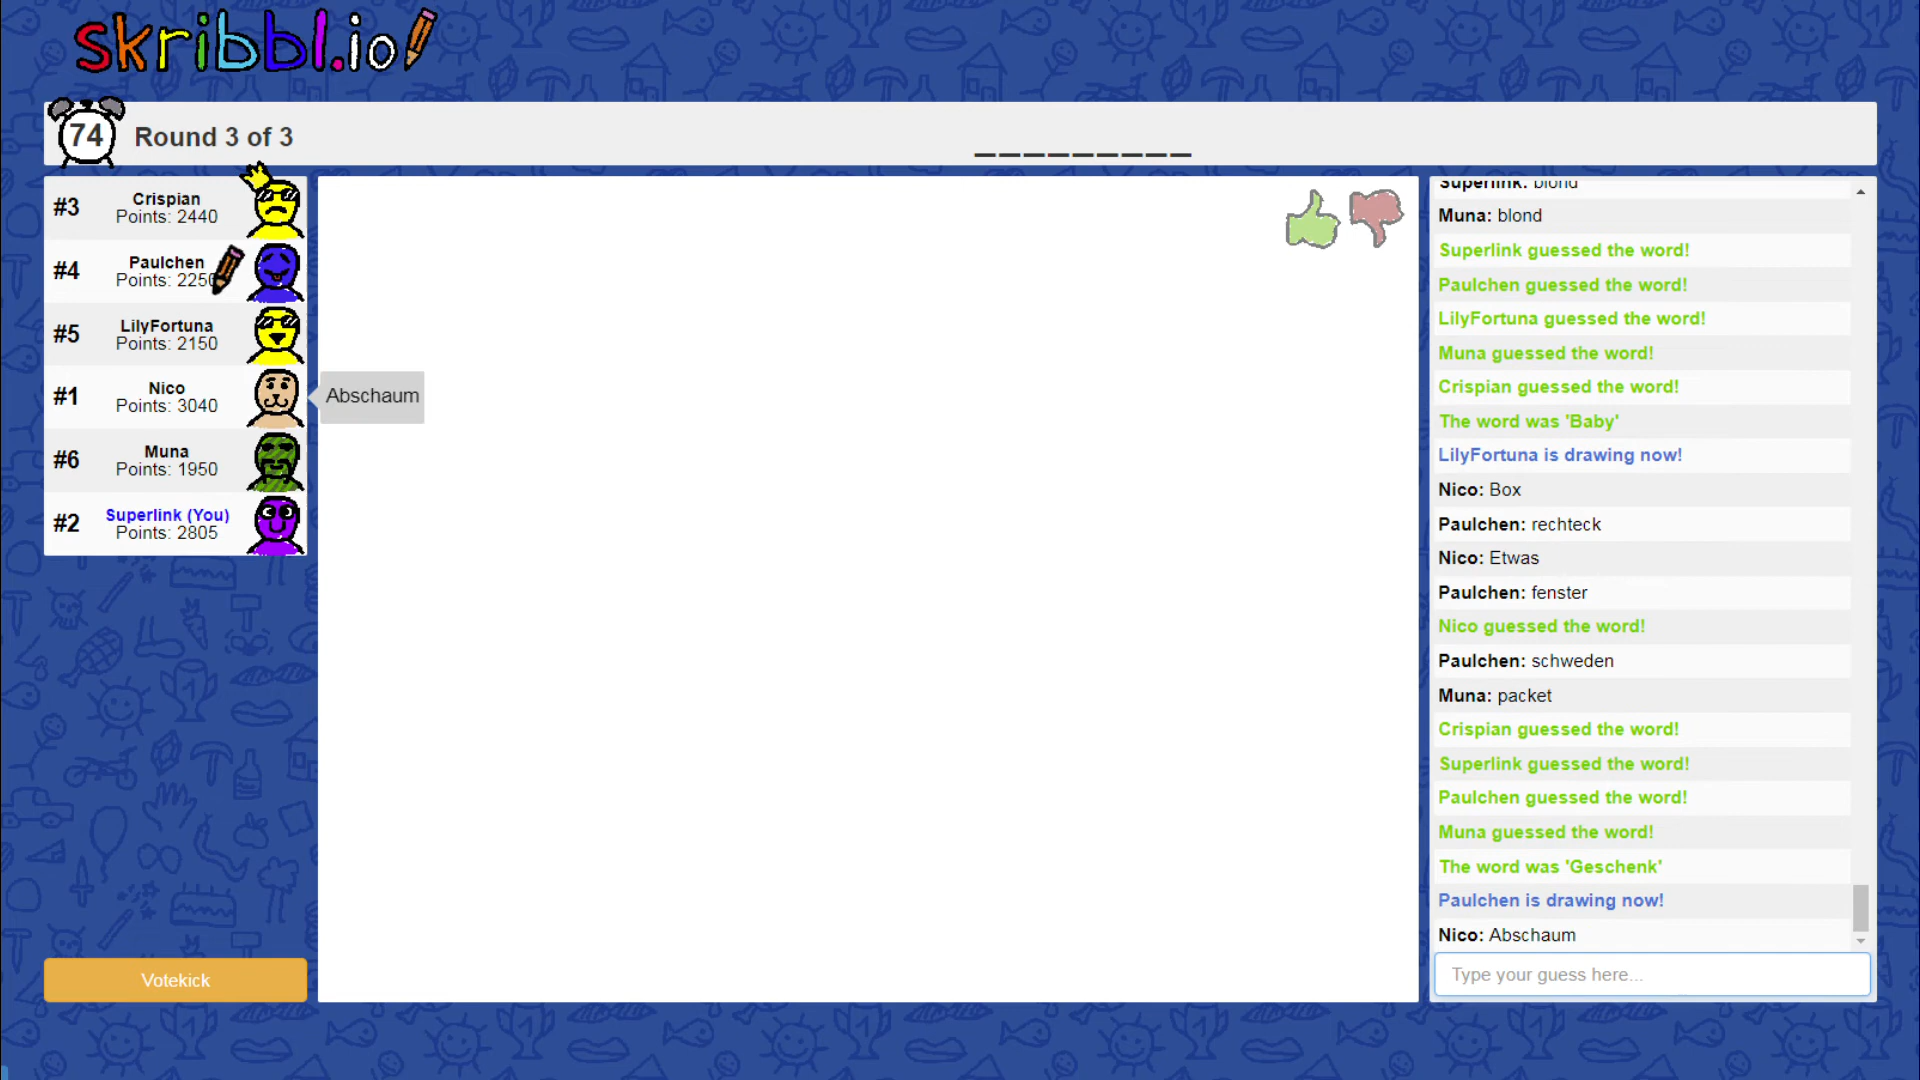 skribbl.io
74
Round 3 of 3
_________
#3
Crispian
Points: 2440
#4
Paulchen
Points: 2250
#5
LilyFortuna
Points: 2150
#1
Nico
Points: 3040
Abschaum
#6
Muna
Points: 1950
#2
Superlink (You)
Points: 2805
Votekick
Superlink: blond
Muna: blond
Superlink guessed the word!
Paulchen guessed the word!
LilyFortuna guessed the word!
Muna guessed the word!
Crispian guessed the word!
The word was 'Baby'
LilyFortuna is drawing now!
Nico: Box
Paulchen: rechteck
Nico: Etwas
Paulchen: fenster
Nico guessed the word!
Paulchen: schweden
Muna: packet
Crispian guessed the word!
Superlink guessed the word!
Paulchen guessed the word!
Muna guessed the word!
The word was 'Geschenk'
Paulchen is drawing now!
Nico: Abschaum
Type your guess here...